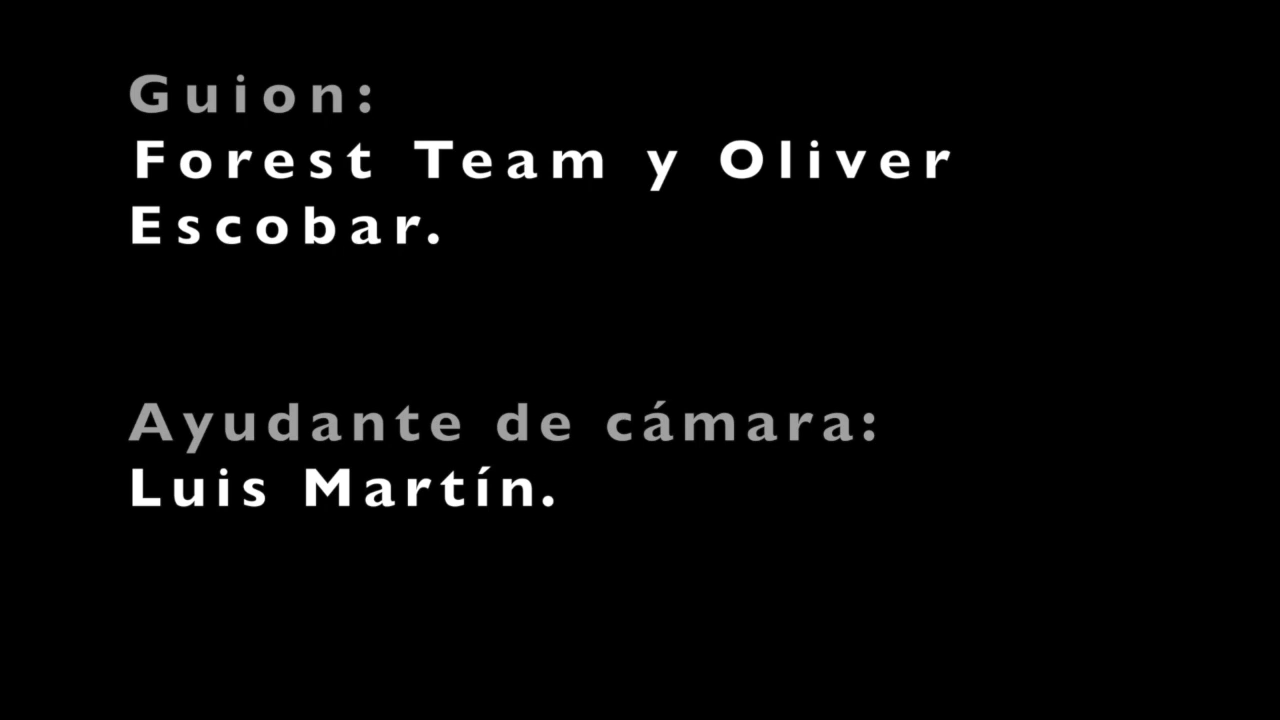 Guion:
Forest Team y Oliver
Escobar.
Ayudante de cámara:
Luis Martín.